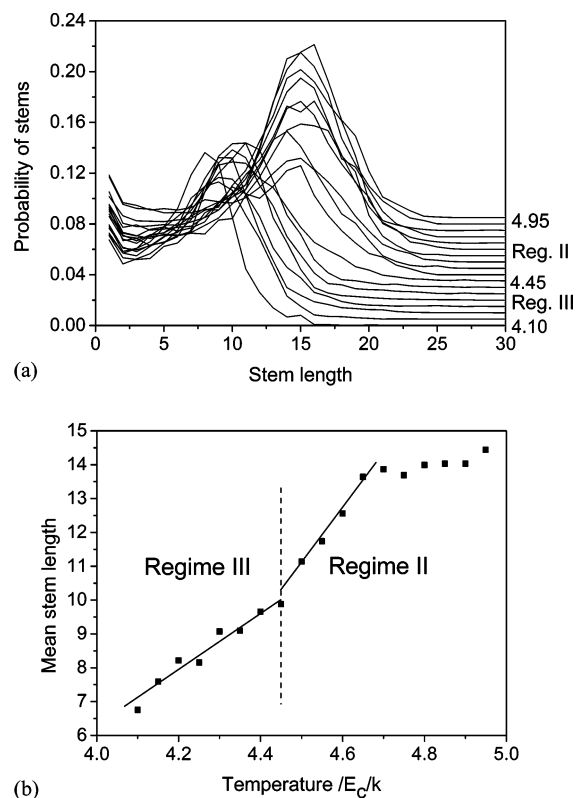 0.24
0.20
0.16
0.12
0.08
0.04
0.00
Probability of stems
4.95
Reg. II
4.45
Reg. III
4.10
0 5 10 15 20 25 30
(a)
Stem length
15
14
13
12
11
10
9
8
7
6
Mean stem length
Regime III
Regime II
4.0 4.2 4.4 4.6 4.8 5.0
(b)
Temperature /E_C/k